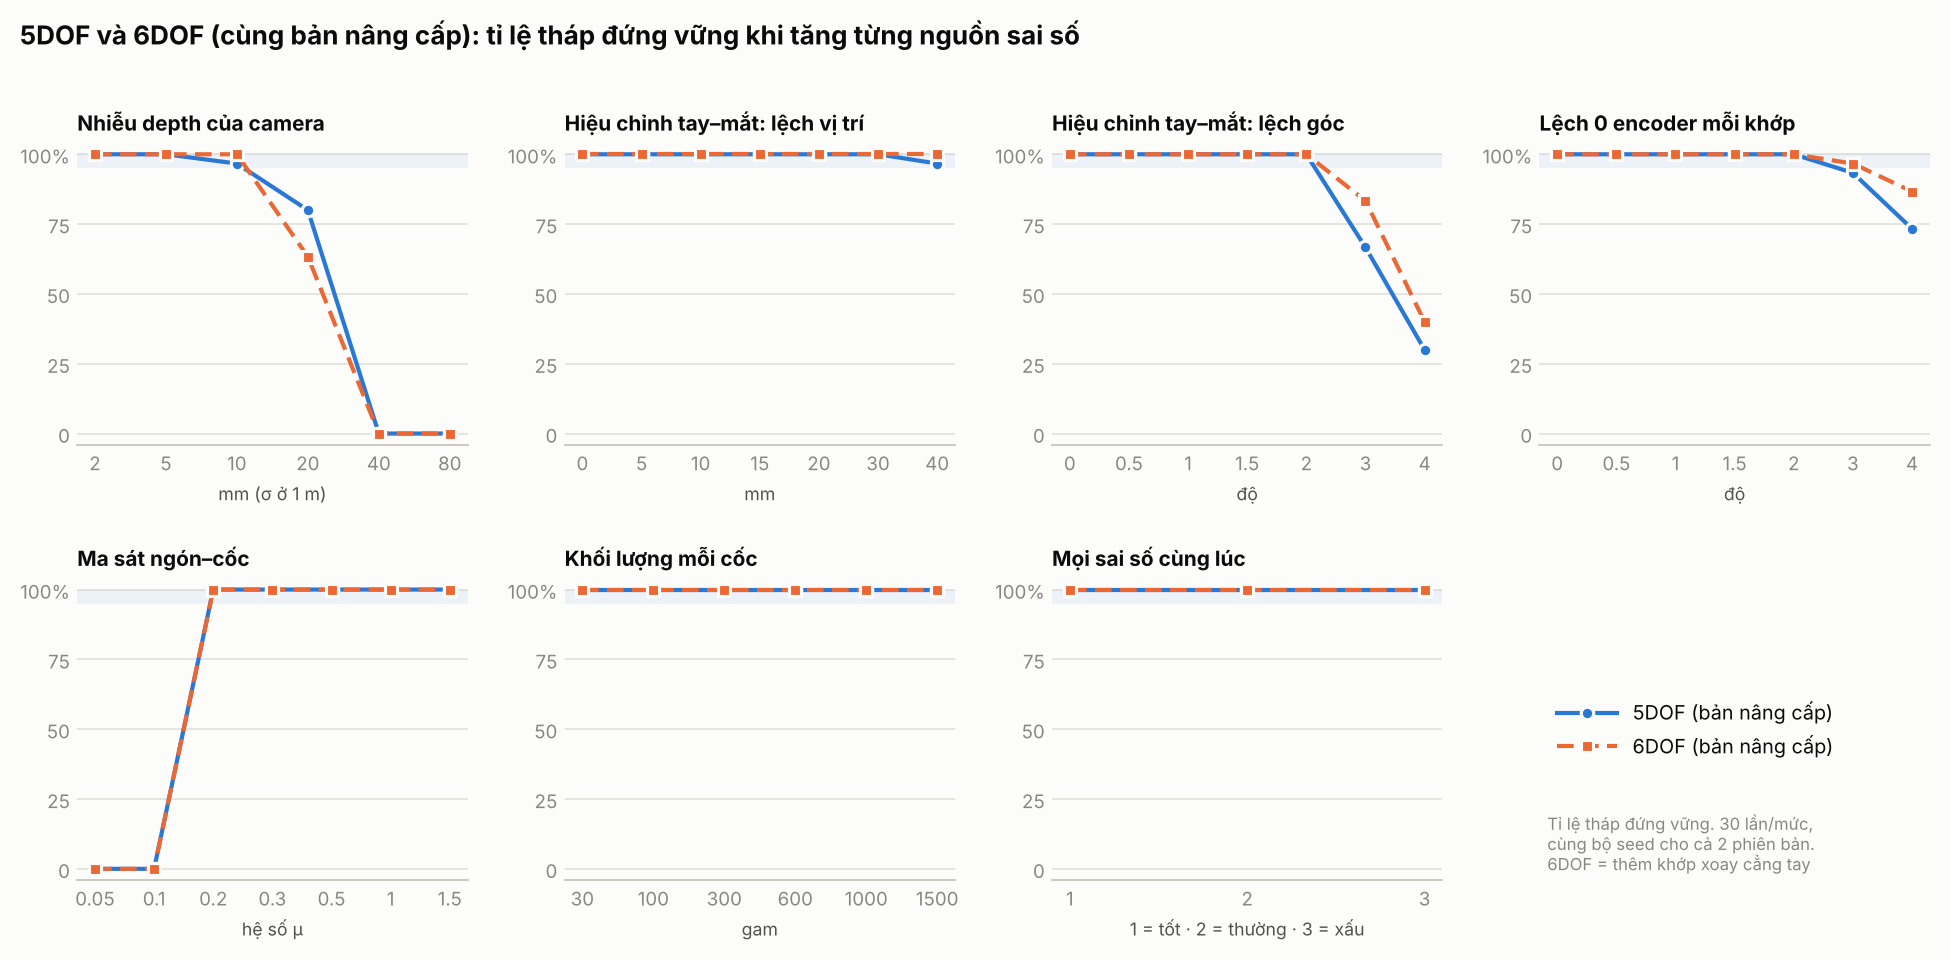 5DOF và 6DOF (cùng bản nâng cấp): tỉ lệ tháp đứng vững khi tăng từng nguồn sai số
Nhiễu depth của camera
100%
75
50
25
0
2 5 10 20 40 80
mm (σ ở 1 m)
Hiệu chỉnh tay–mắt: lệch vị trí
100%
75
50
25
0
0 5 10 15 20 30 40
mm
Hiệu chỉnh tay–mắt: lệch góc
100%
75
50
25
0
0 0.5 1 1.5 2 3 4
độ
Lệch 0 encoder mỗi khớp
100%
75
50
25
0
0 0.5 1 1.5 2 3 4
độ
Ma sát ngón–cốc
100%
75
50
25
0
0.05 0.1 0.2 0.3 0.5 1 1.5
hệ số µ
Khối lượng mỗi cốc
100%
75
50
25
0
30 100 300 600 1000 1500
gam
Mọi sai số cùng lúc
100%
75
50
25
0
1 2 3
1 = tốt · 2 = thường · 3 = xấu
5DOF (bản nâng cấp)
6DOF (bản nâng cấp)
Tỉ lệ tháp đứng vững. 30 lần/mức,
cùng bộ seed cho cả 2 phiên bản.
6DOF = thêm khớp xoay cẳng tay